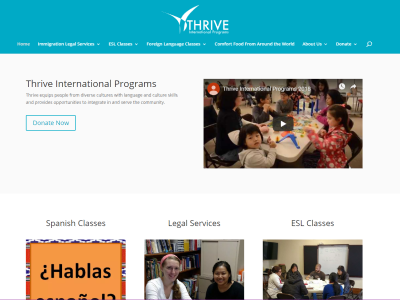 THRIVE
International Programs
Home Immigration Legal Services ESL Classes Foreign Language Classes Comfort Food From Around the World About Us Donate
Thrive International Programs
Thrive equips people from diverse cultures with language and culture skills
and provides opportunities to integrate in and serve the community.
Donate Now
Thrive International Programs 2018
Spanish Classes
Legal Services
ESL Classes
¿Hablas
español?